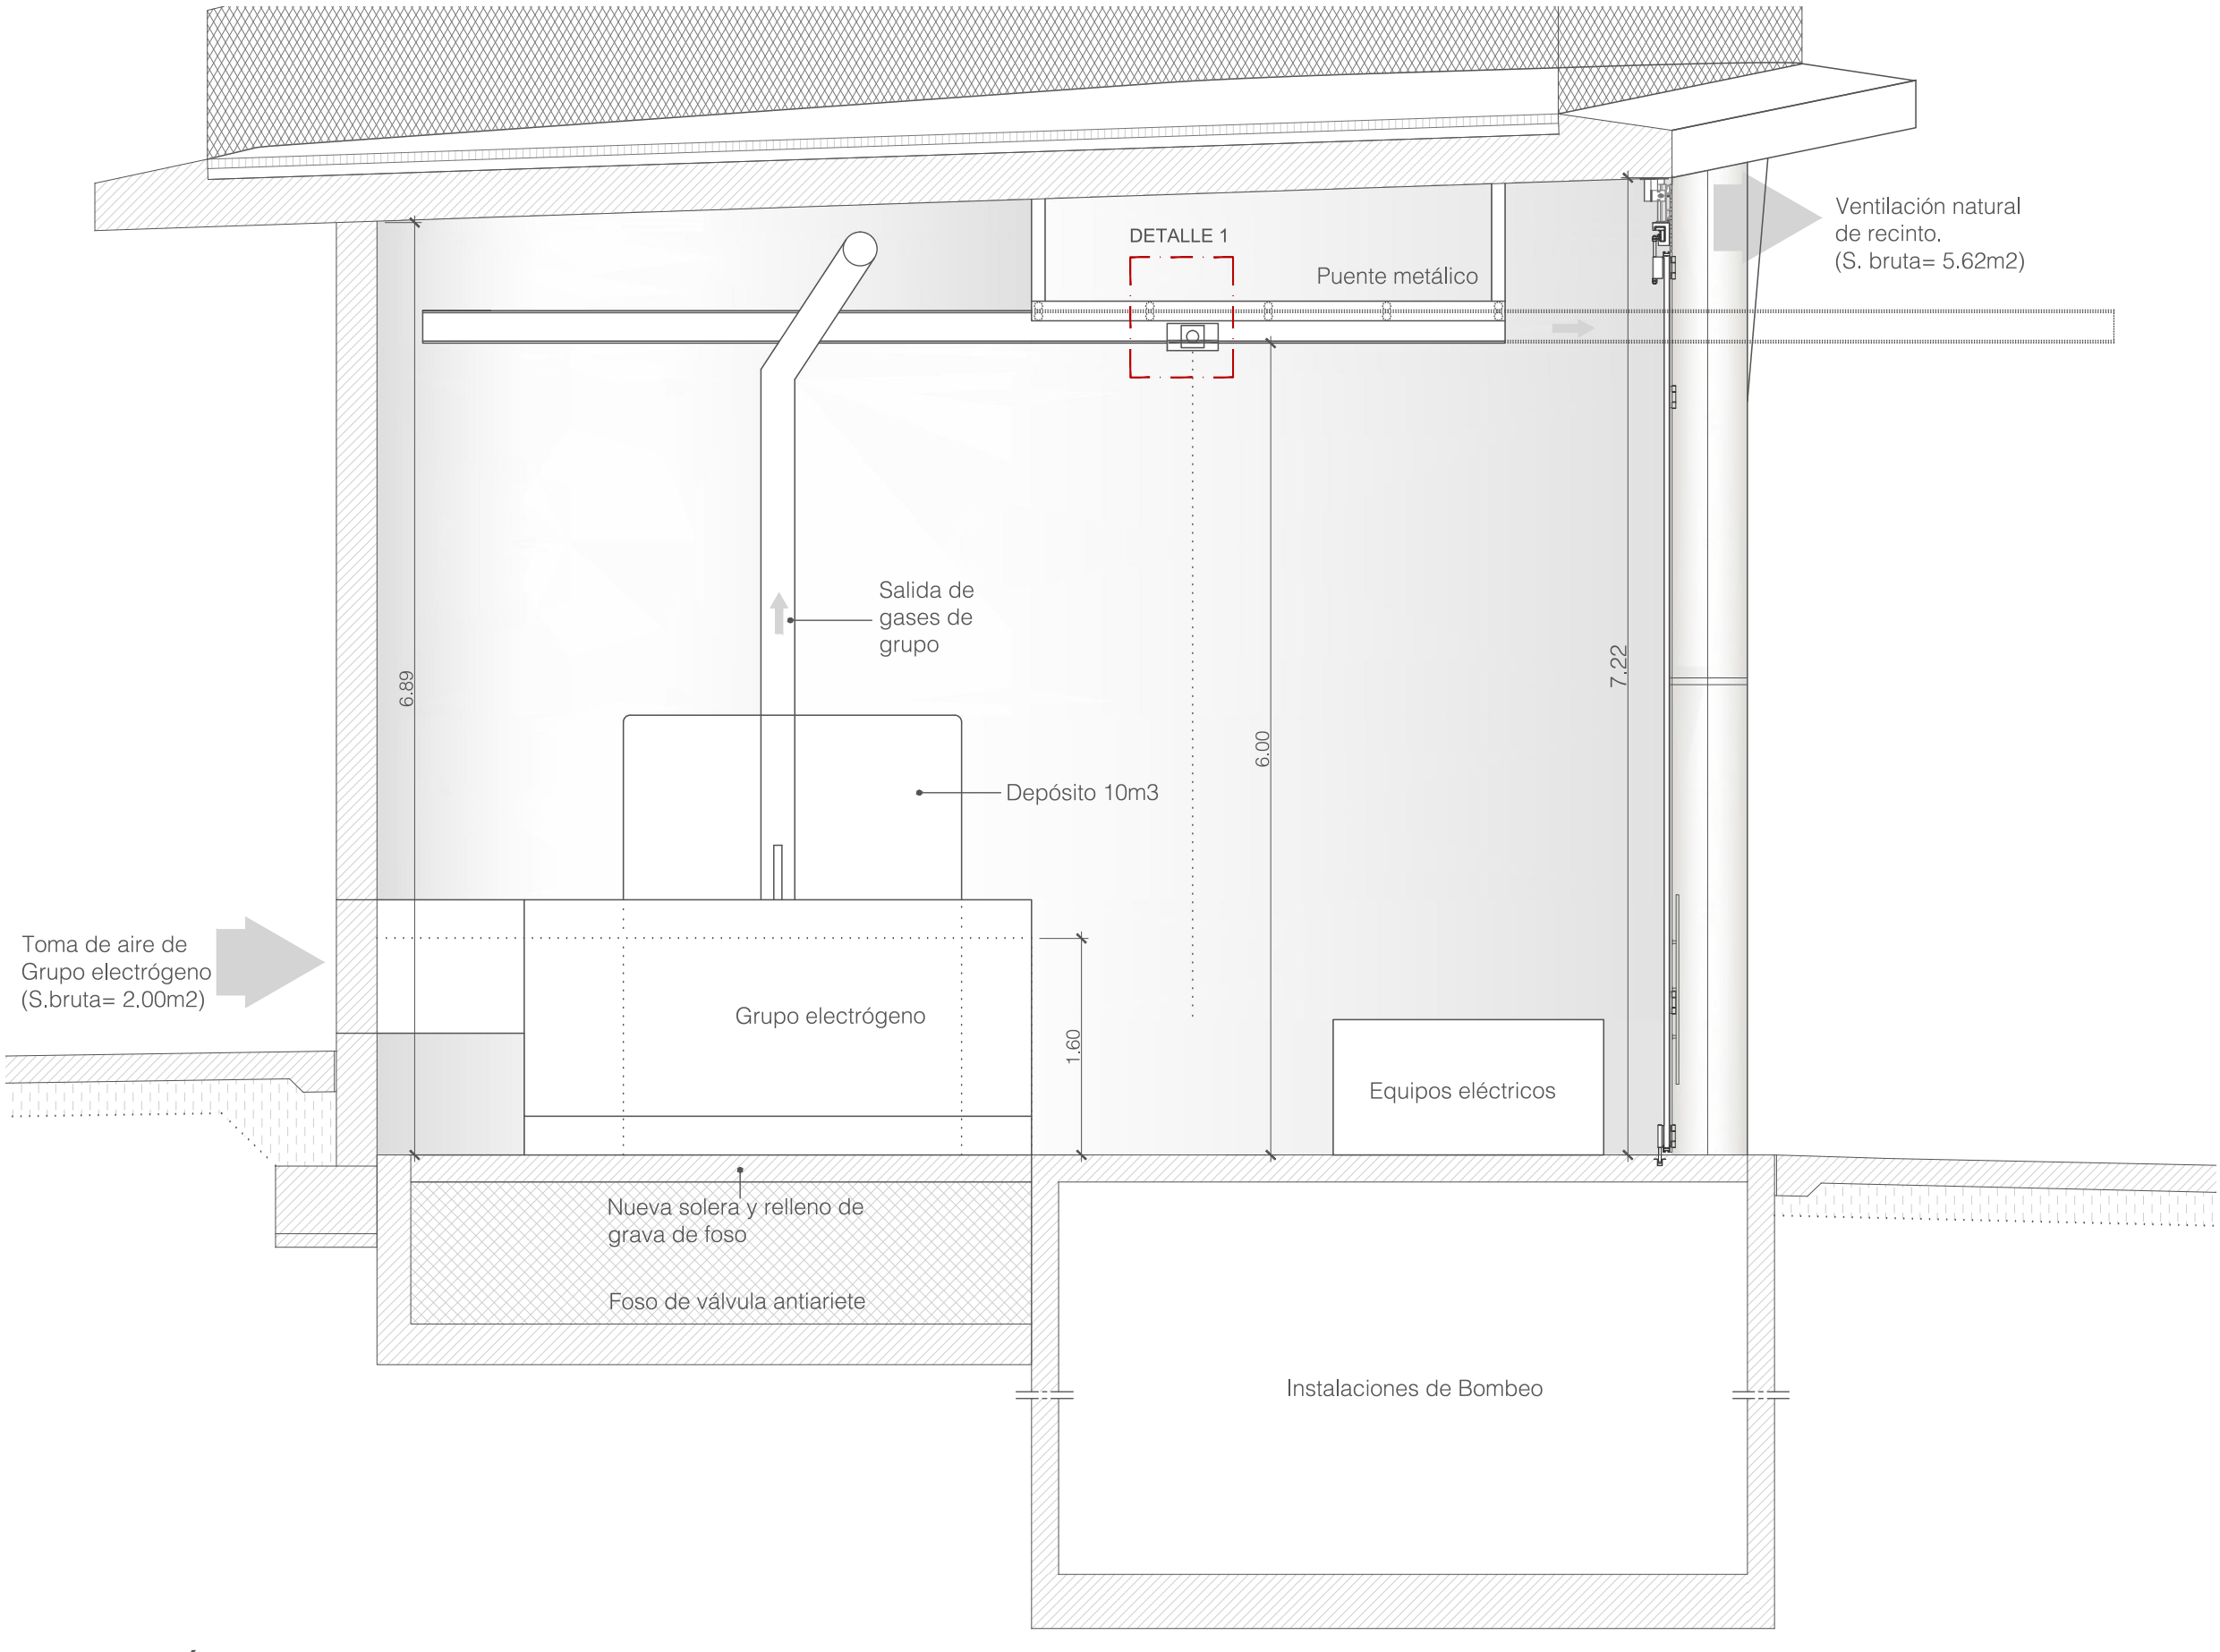 Ventilación natural
de recinto.
(S. bruta= 5.62m2)
DETALLE 1
Puente metálico
Salida de
gases de
grupo
6.89
7.22
6.00
Depósito 10m3
Toma de aire de
Grupo electrógeno
(S.bruta= 2.00m2)
Grupo electrógeno
1.60
Equipos eléctricos
Nueva solera y relleno de
grava de foso
Foso de válvula antiariete
Instalaciones de Bombeo